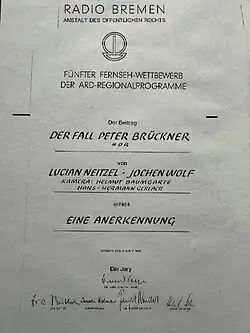 RADIO BREMEN
ANSTALT DES ÖFFENTLICHEN RECHTS
FÜNFTER FERNSEH-WETTBEWERB
DER ARD-REGIONALPROGRAMME
Der Beitrag
DER FALL PETER BRÜCKNER
NDR
von
LUCIAN NEITZEL · JOCHEN WOLF
KAMERA: HELMUT BAUMGARTE
HANS-HERMANN GERLACH
erhielt
EINE ANERKENNUNG
Die Jury